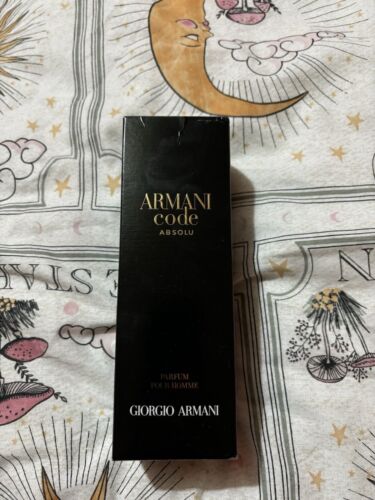 ARMANI
code
ABSOLU
PARFUM
POUR HOMME
GIORGIO ARMANI